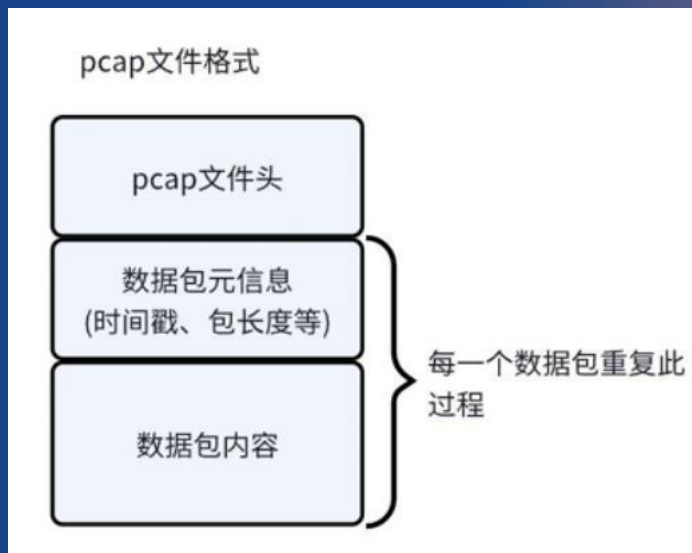 pcap文件格式
pcap文件头
数据包元信息
(时间戳、包长度等)
每一个数据包重复此
过程
数据包内容